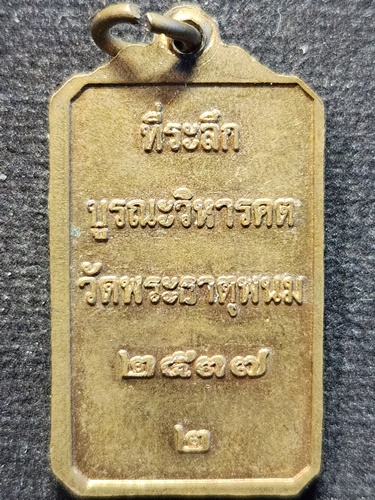 ที่ระลึก
บูรณะวิหารคต
วัดพระธาตุพนม
๒๕๓๗
๒